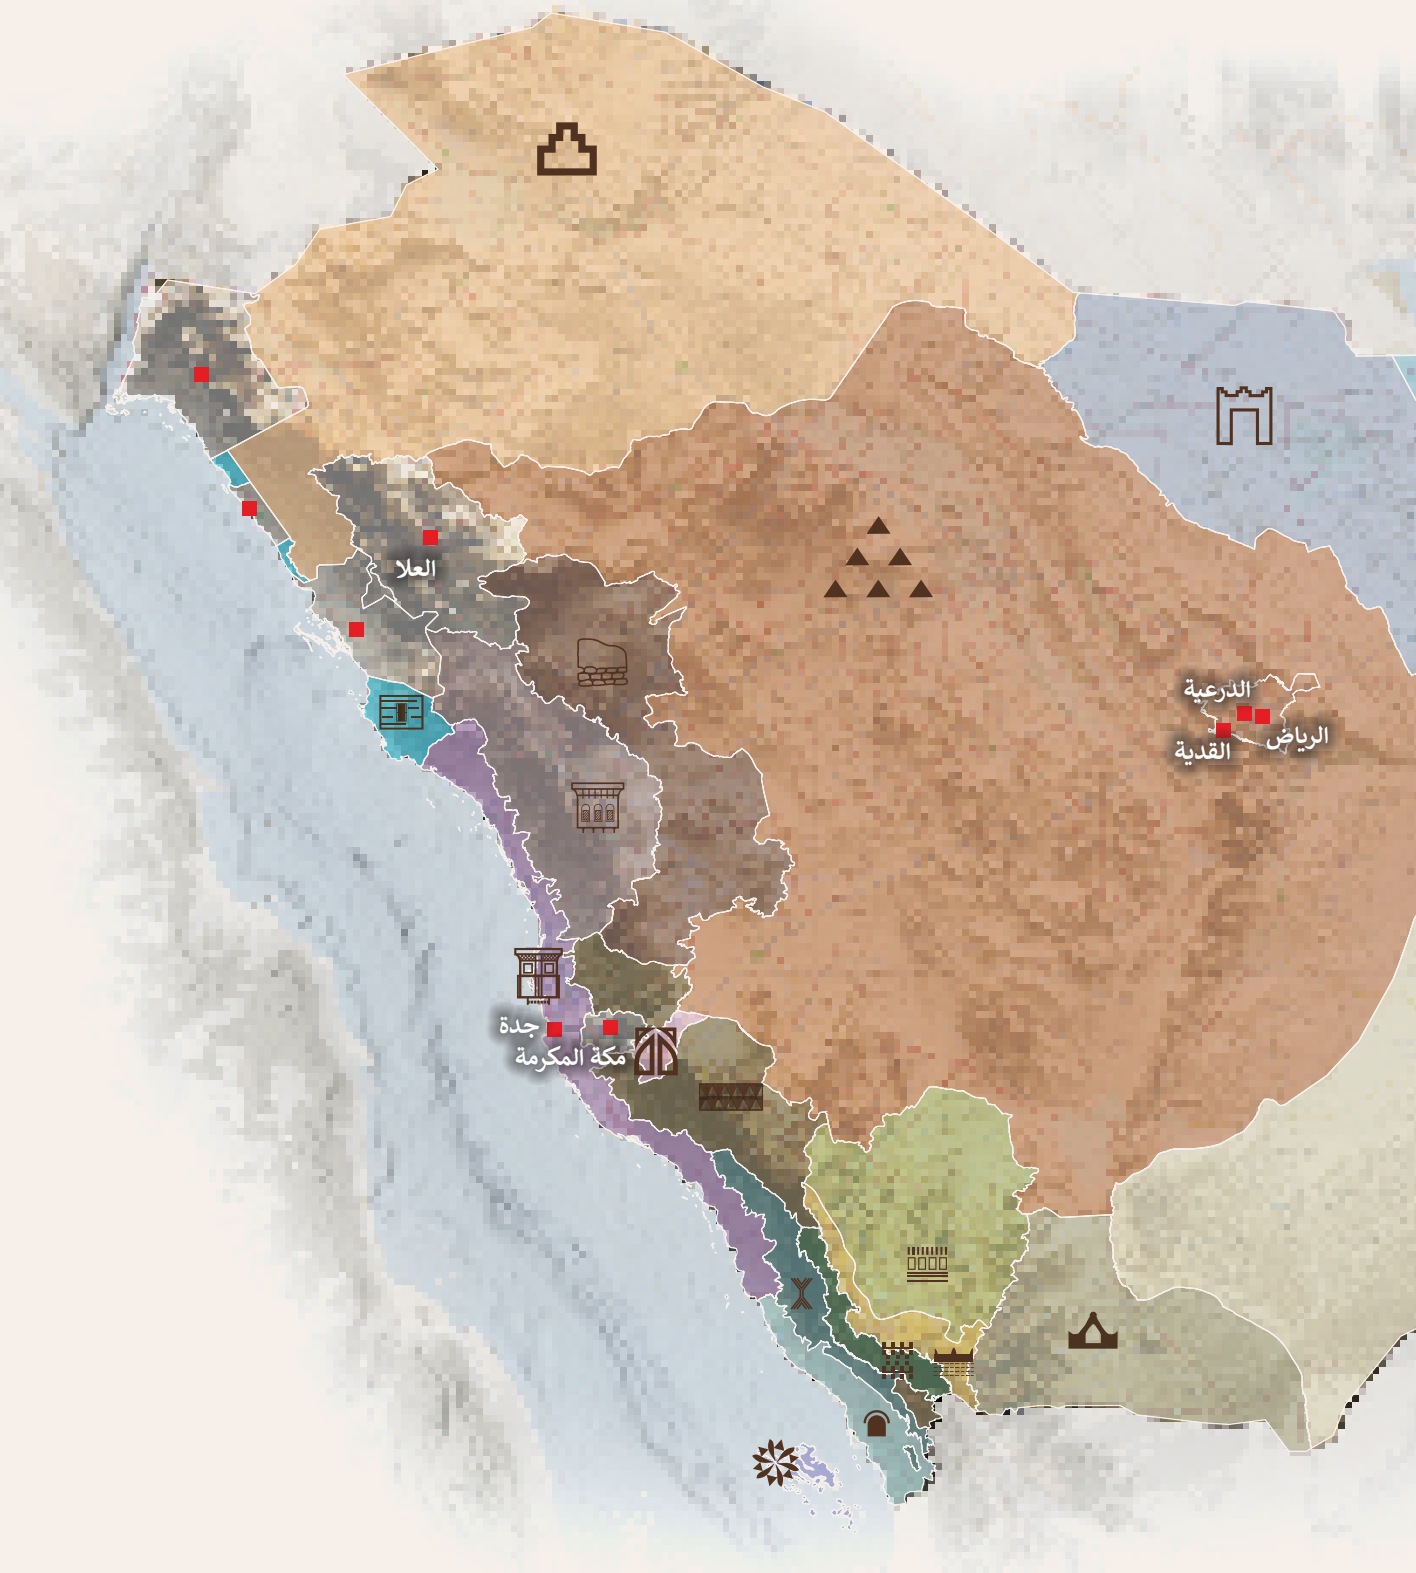 العلا
الدرعية
الرياض
القدية
جدة
مكة المكرمة